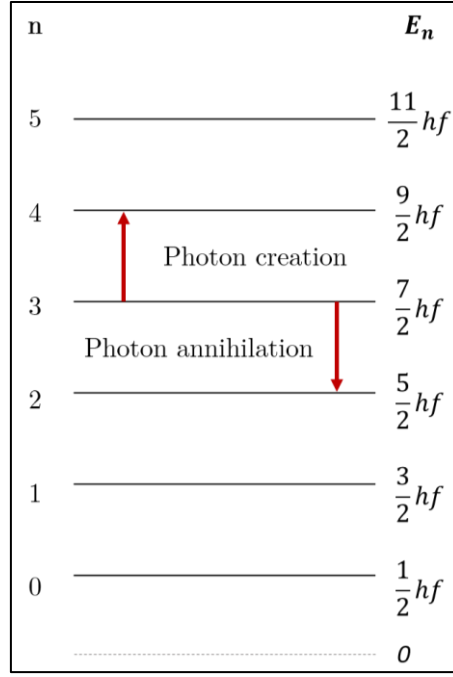 n E_n
5 11/2 hf
4 9/2 hf
Photon creation
3 7/2 hf
Photon annihilation
2 5/2 hf
1 3/2 hf
0 1/2 hf
0